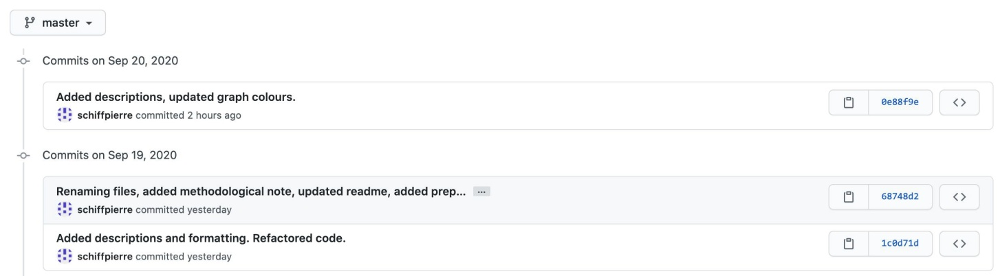 master
Commits on Sep 20, 2020
Added descriptions, updated graph colours.
0e88f9e
schiffpierre committed 2 hours ago
Commits on Sep 19, 2020
Renaming files, added methodological note, updated readme, added prep... ...
68748d2
schiffpierre committed yesterday
Added descriptions and formatting. Refactored code.
1c0d71d
schiffpierre committed yesterday